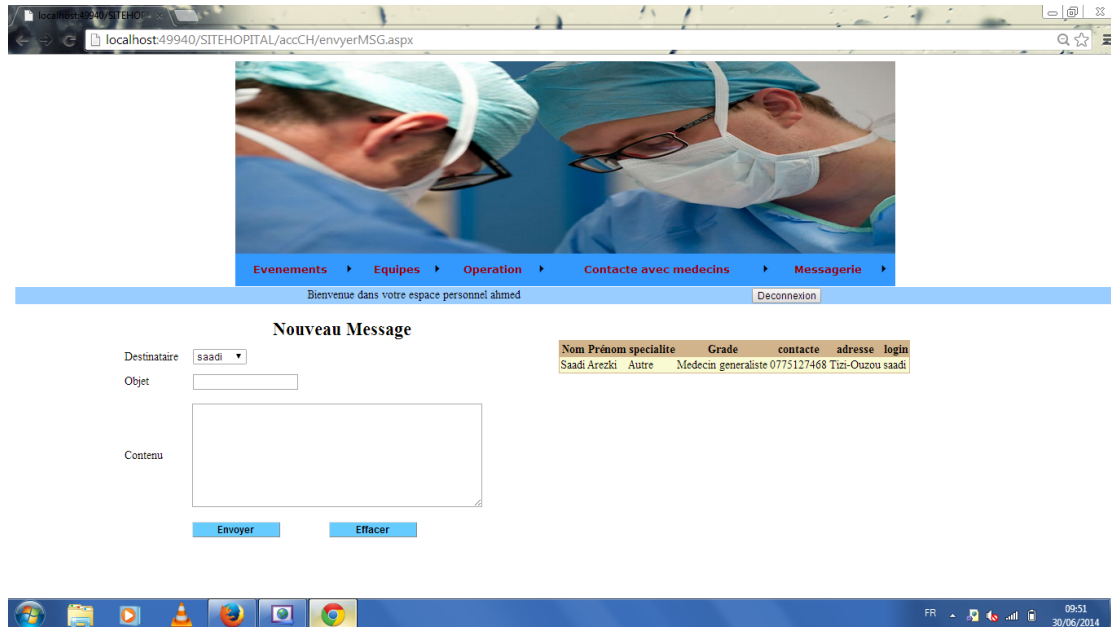 localhost:49940/SITEHOP
localhost:49940/SITEHOPITAL/accCH/envyerMSG.aspx
Evenements Equipes Operation Contacte avec medecins Messagerie
Bienvenue dans votre espace personnel ahmed Deconnexion
Nouveau Message
Destinataire saadi
Objet
Contenu
Envoyer Effacer
Nom Prénom specialite Grade contacte adresse login
Saadi Arezki Autre Medecin generaliste 0775127468 Tizi-Ouzou saadi
FR 09:51
30/06/2014